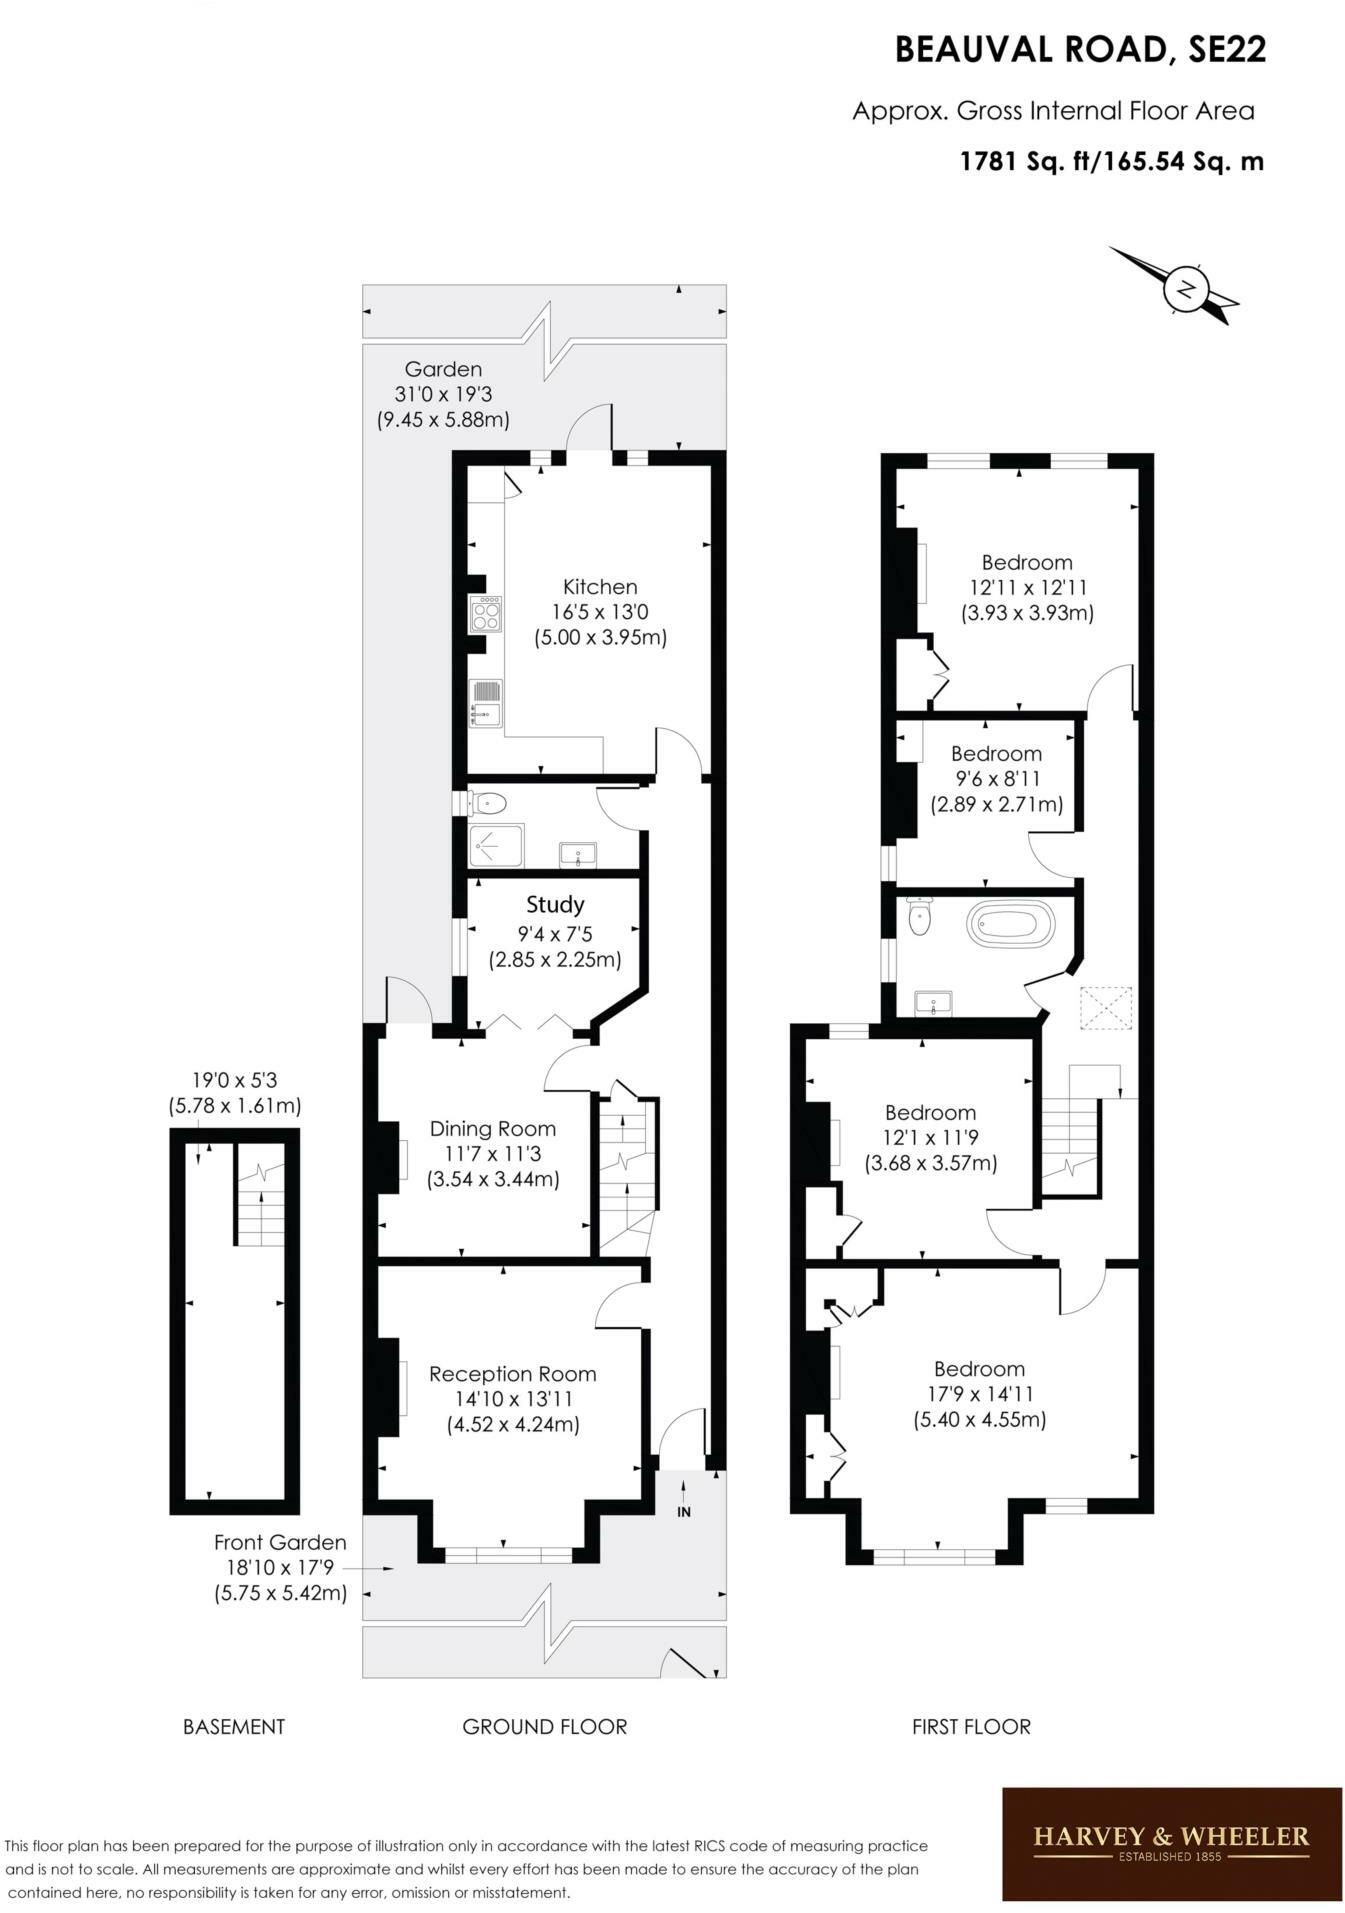 BEAUVAL ROAD, SE22
Approx. Gross Internal Floor Area
1781 Sq. ft/165.54 Sq. m
N
Garden
31'0 x 19'3
(9.45 x 5.88m)
Kitchen
16'5 x 13'0
(5.00 x 3.95m)
Study
9'4 x 7'5
(2.85 x 2.25m)
Dining Room
11'7 x 11'3
(3.54 x 3.44m)
Reception Room
14'10 x 13'11
(4.52 x 4.24m)
IN
19'0 x 5'3
(5.78 x 1.61m)
Front Garden
18'10 x 17'9
(5.75 x 5.42m)
Bedroom
12'11 x 12'11
(3.93 x 3.93m)
Bedroom
9'6 x 8'11
(2.89 x 2.71m)
Bedroom
12'1 x 11'9
(3.68 x 3.57m)
Bedroom
17'9 x 14'11
(5.40 x 4.55m)
BASEMENT
GROUND FLOOR
FIRST FLOOR
This floor plan has been prepared for the purpose of illustration only in accordance with the latest RICS code of measuring practice
and is not to scale. All measurements are approximate and whilst every effort has been made to ensure the accuracy of the plan
contained here, no responsibility is taken for any error, omission or misstatement.
HARVEY & WHEELER
ESTABLISHED 1855